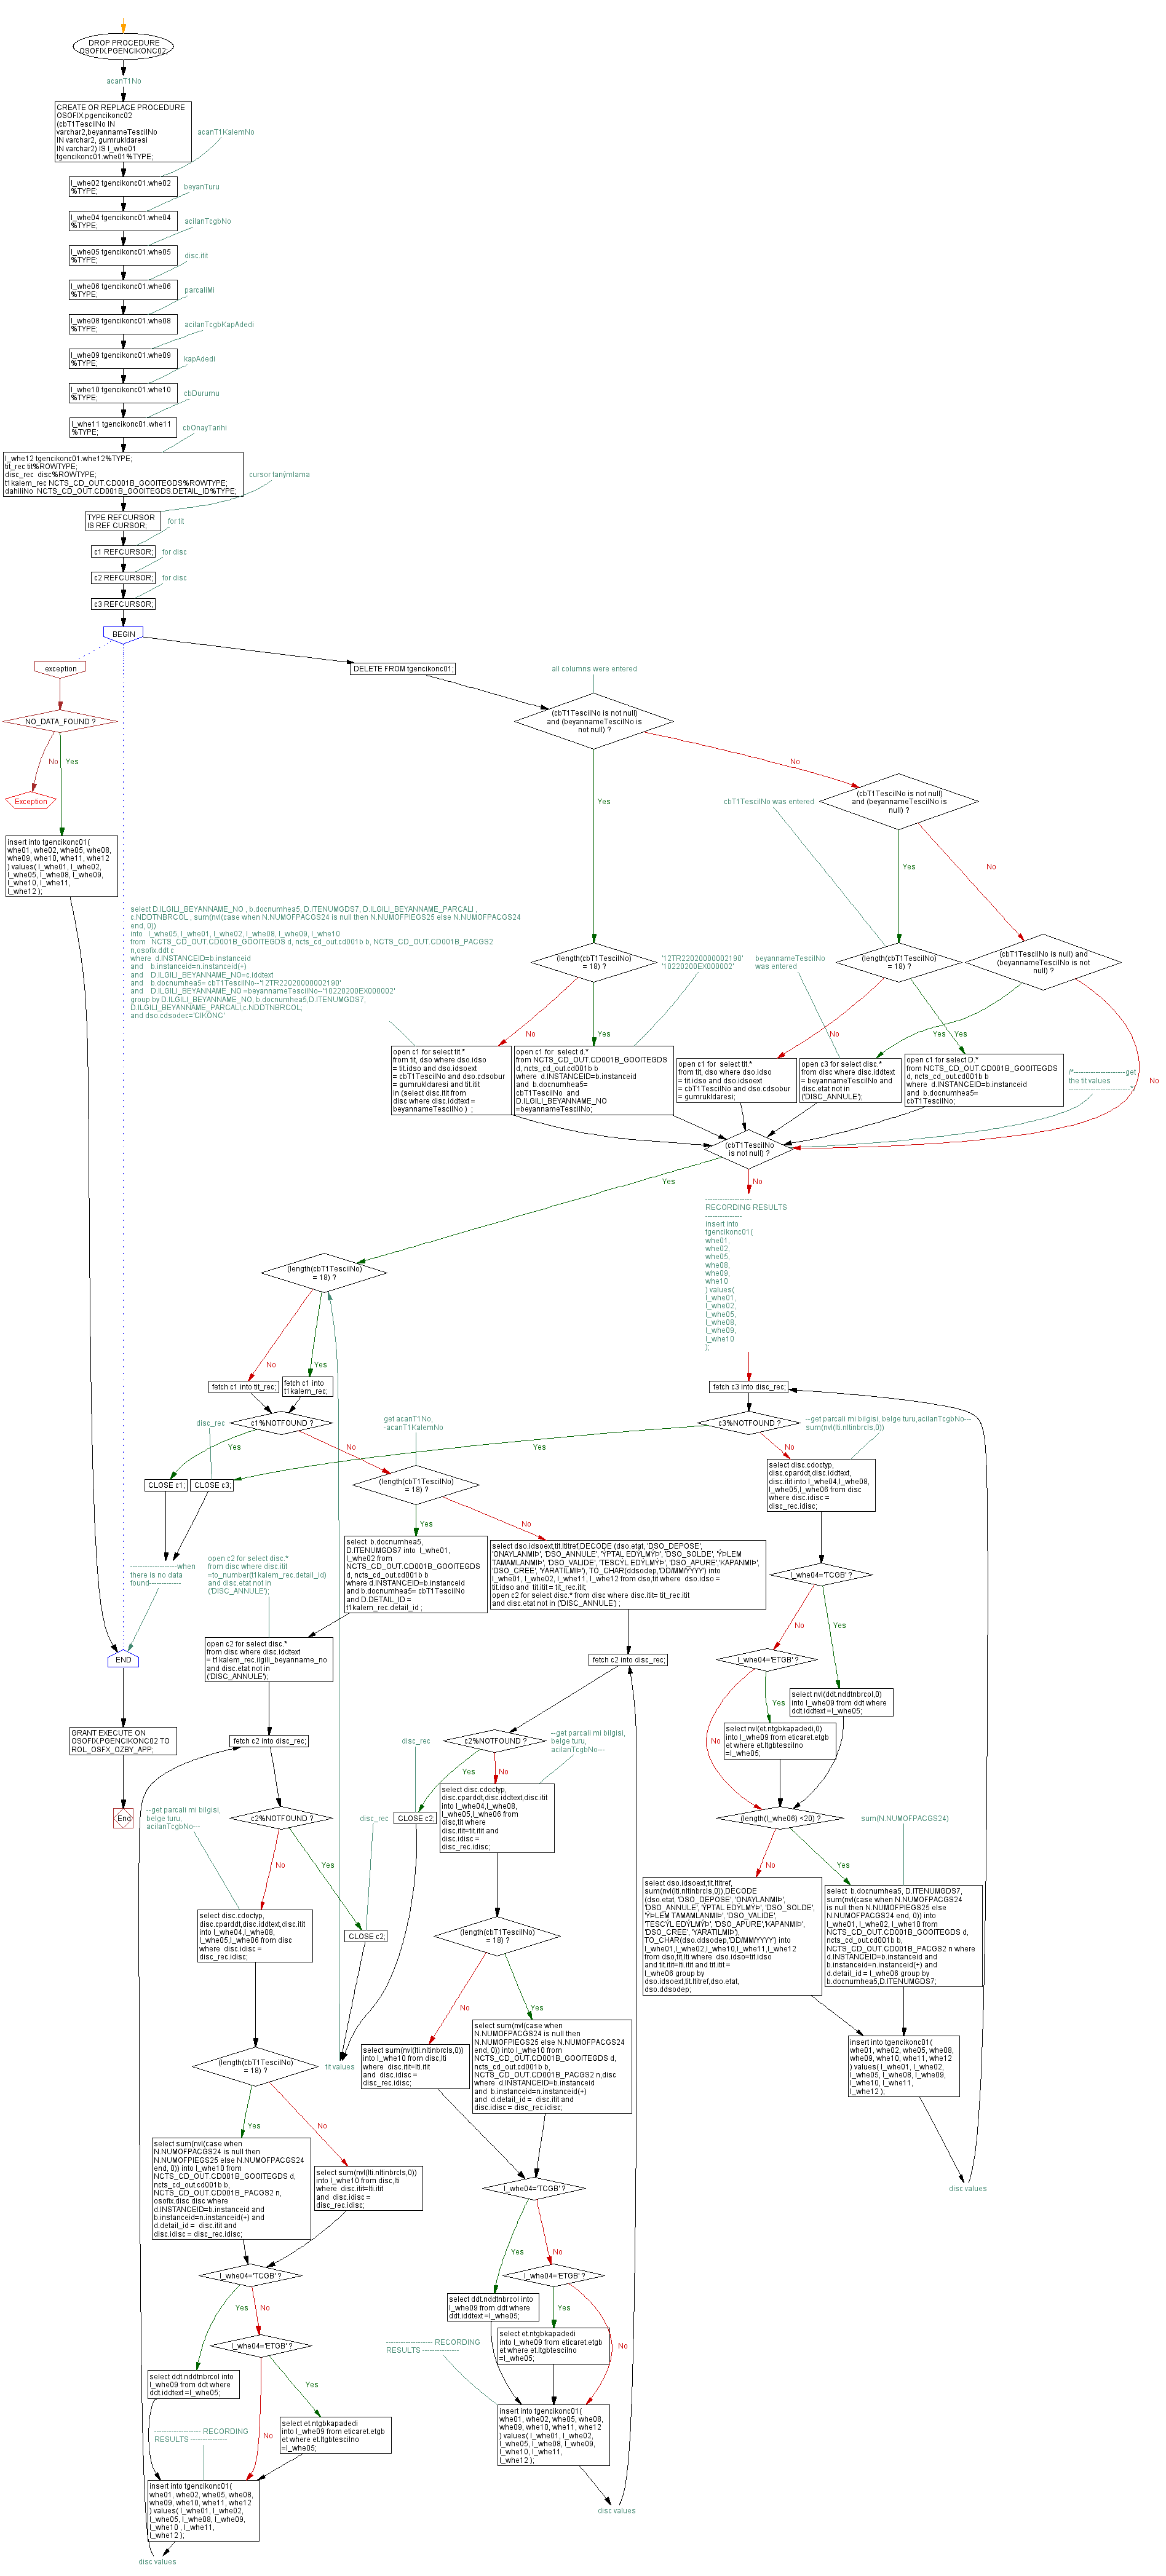 DROP PROCEDURE
OSOFIX.PGENCIKONC02;
acanT1No
CREATE OR REPLACE PROCEDURE
OSOFIX.pgencikonc02
(cbT1TescilNo IN
varchar2,beyannameTescilNo
IN varchar2, gumrukIdaresi
IN varchar2) IS l_whe01
tgencikonc01.whe01%TYPE;
acanT1KalemNo
l_whe02 tgencikonc01.whe02
%TYPE;
beyanTuru
l_whe04 tgencikonc01.whe04
%TYPE;
acilanTcgbNo
l_whe05 tgencikonc01.whe05
%TYPE;
disc.itit
l_whe06 tgencikonc01.whe06
%TYPE;
parcaliMi
l_whe08 tgencikonc01.whe08
%TYPE;
acilanTcgbKapAdedi
l_whe09 tgencikonc01.whe09
%TYPE;
kapAdedi
l_whe10 tgencikonc01.whe10
%TYPE;
cbDurumu
l_whe11 tgencikonc01.whe11
%TYPE;
cbOnayTarihi
l_whe12 tgencikonc01.whe12%TYPE;
tit_rec tit%ROWTYPE;
disc_rec  disc%ROWTYPE;
t1kalem_rec NCTS_CD_OUT.CD001B_GOOITEGDS%ROWTYPE;
dahiliNo  NCTS_CD_OUT.CD001B_GOOITEGDS.DETAIL_ID%TYPE;
cursor tanýmlama
TYPE REFCURSOR
IS REF CURSOR;
for tit
c1 REFCURSOR;
for disc
c2 REFCURSOR;
for disc
c3 REFCURSOR;
BEGIN
exception
DELETE FROM tgencikonc01;
all columns were entered
NO_DATA_FOUND ?
(cbT1TescilNo is not null)
and (beyannameTescilNo is
not null) ?
No
Yes
No
Exception
Yes
cbT1TescilNo was entered
(cbT1TescilNo is not null)
and (beyannameTescilNo is
null) ?
insert into tgencikonc01(
whe01, whe02, whe05, whe08,
whe09, whe10, whe11, whe12
) values( l_whe01, l_whe02,
l_whe05, l_whe08, l_whe09,
l_whe10, l_whe11,
l_whe12 );
Yes
No
select D.ILGILI_BEYANNE_NO , b.docnumhea5, D.ITENUMGDS7, D.ILGILI_BEYANNAME_PARCALI ,
c.NDDTNBRCOL , sum(nvl(case when N.NUMOFPACGS24 is null then N.NUMOFPIEGS25 else N.NUMOFPACGS24
end, 0))
into   l_whe05, l_whe01, l_whe02, l_whe08, l_whe09, l_whe10
from   NCTS_CD_OUT.CD001B_GOOITEGDS d, ncts_cd_out.cd001b b, NCTS_CD_OUT.CD001B_PACGS2
n,osofix.ddt c
where  d.INSTANCEID=b.instanceid
and    b.instanceid=n.instanceid(+)
and    D.ILGILI_BEYANNAME_NO=c.iddtext
and    b.docnumhea5= cbT1TescilNo--'12TR22020000002190'
and    D.ILGILI_BEYANNAME_NO =beyannameTescilNo--'10220200EX000002'
group by D.ILGILI_BEYANNAME_NO, b.docnumhea5,D.ITENUMGDS7,
D.ILGILI_BEYANNAME_PARCALI,c.NDDTNBRCOL;
and dso.cdsodec='CIKONC'
(length(cbT1TescilNo)
= 18) ?
'12TR22020000002190'
'10220200EX000002'
beyannameTescilNo
was entered
(length(cbT1TescilNo)
= 18) ?
(cbT1TescilNo is null) and
(beyannameTescilNo is not
null) ?
No
Yes
No
Yes
Yes
No
open c1 for select tit.*
from tit, dso where dso.idso
= tit.idso and dso.idsoext
= cbT1TescilNo and dso.cdsobur
= gumrukIdaresi and tit.itit
in (select disc.itit from
disc where disc.iddtext =
beyannameTescilNo )  ;
open c1 for  select d.*
from NCTS_CD_OUT.CD001B_GOOITEGDS
d, ncts_cd_out.cd001b b
where  d.INSTANCEID=b.instanceid
and  b.docnumhea5=
cbT1TescilNo  and
D.ILGILI_BEYANNAME_NO
=beyannameTescilNo;
open c1 for  select tit.*
from tit, dso where dso.idso
= tit.idso and dso.idsoext
= cbT1TescilNo and dso.cdsobur
= gumrukIdaresi;
open c3 for select disc.*
from disc where disc.iddtext
= beyannameTescilNo and
disc.etat not in
('DISC_ANNULE');
open c1 for select D.*
from NCTS_CD_OUT.CD001B_GOOITEGDS
d, ncts_cd_out.cd001b b
where  d.INSTANCEID=b.instanceid
and  b.docnumhea5=
cbT1TescilNo;
/*---------------------get
the tit values
-------------------------*/
(cbT1TescilNo
is not null) ?
Yes
No
-------------------
RECORDING RESULTS
---------------
insert into
tgencikonc01(
whe01,
whe02,
whe05,
whe08,
whe09,
whe10
) values(
l_whe01,
l_whe02,
l_whe05,
l_whe08,
l_whe09,
l_whe10
);
(length(cbT1TescilNo)
= 18) ?
No
Yes
fetch c1 into tit_rec;
fetch c1 into
t1kalem_rec;
fetch c3 into disc_rec;
disc_rec
c1%NOTFOUND ?
get acanT1No,
-acanT1KalemNo
c3%NOTFOUND ?
--get parcali mi bilgisi, belge turu,acilanTcgbNo---
sum(nvl(lti.nltinbrcls,0))
Yes
No
Yes
No
CLOSE c1;
CLOSE c3;
(length(cbT1TescilNo)
= 18) ?
select disc.cdoctyp,
disc.cparddt,disc.iddtext,
disc.itit into l_whe04,l_whe08,
l_whe05,l_whe06 from disc
where disc.idisc =
disc_rec.idisc;
Yes
No
-------------------when
there is no data
found-------------
open c2 for select disc.*
from disc where disc.itit
=to_number(t1kalem_rec.detail_id)
and disc.etat not in
('DISC_ANNULE');
select  b.docnumhea5,
D.ITENUMGDS7 into  l_whe01,
l_whe02 from
NCTS_CD_OUT.CD001B_GOOITEGDS
d, ncts_cd_out.cd001b b
where d.INSTANCEID=b.instanceid
and b.docnumhea5= cbT1TescilNo
and D.DETAIL_ID =
t1kalem_rec.detail_id ;
select dso.idsoext,tit.ltitref,DECODE (dso.etat, 'DSO_DEPOSE',
'ONAYLANMIÞ', 'DSO_ANNULE', 'YPTAL EDÝLMÝÞ', 'DSO_SOLDE', 'ÝÞLEM
TAMAMLANMIÞ', 'DSO_VALIDE', 'TESCÝL EDÝLMÝÞ', 'DSO_APURE','KAPANMIÞ',
'DSO_CREE', 'YARATILMIÞ'), TO_CHAR(ddsodep,'DD/MM/YYYY') into
l_whe01, l_whe02, l_whe11, l_whe12 from dso,tit where  dso.idso =
tit.idso and  tit.itit = tit_rec.itit;
open c2 for select disc.* from disc where disc.itit= tit_rec.itit
and disc.etat not in ('DISC_ANNULE') ;
l_whe04='TCGB' ?
No
Yes
open c2 for select disc.*
from disc where disc.iddtext
= t1kalem_rec.ilgili_beyanname_no
and disc.etat not in
('DISC_ANNULE');
END
fetch c2 into disc_rec;
l_whe04='ETGB' ?
Yes
No
select nvl(ddt.nddtnbrcol,0)
into l_whe09 from ddt where
ddt.iddtext =l_whe05;
GRANT EXECUTE ON
OSOFIX.PGENCIKONC02 TO
ROL_OSFX_OZBY_APP;
fetch c2 into disc_rec;
disc_rec
c2%NOTFOUND ?
--get parcali mi bilgisi,
belge turu,
acilanTcgbNo---
select nvl(et.ntgbkapadedi,0)
into l_whe09 from eticaret.etgb
et where et.ltgbtescilno
=l_whe05;
Yes
No
End
--get parcali mi bilgisi,
belge turu,
acilanTcgbNo---
c2%NOTFOUND ?
disc_rec
CLOSE c2;
select disc.cdoctyp,
disc.cparddt,disc.iddtext,disc.itit
into l_whe04,l_whe08,
l_whe05,l_whe06 from
disc,tit where
disc.itit=tit.itit and
disc.idisc =
disc_rec.idisc;
(length(l_whe06) <20) ?
sum(N.NUMOFPACGS24)
No
Yes
No
Yes
select disc.cdoctyp,
disc.cparddt,disc.iddtext,disc.itit
into l_whe04,l_whe08,
l_whe05,l_whe06 from disc
where  disc.idisc =
disc_rec.idisc;
CLOSE c2;
(length(cbT1TescilNo)
= 18) ?
select dso.idsoext,tit.ltitref,
sum(nvl(lti.nltinbrcls,0)),DECODE
(dso.etat, 'DSO_DEPOSE', 'ONAYLANMIÞ',
'DSO_ANNULE', 'YPTAL EDÝLMÝÞ', 'DSO_SOLDE',
'ÝÞLEM TAMAMLANMIÞ', 'DSO_VALIDE',
'TESCÝL EDÝLMÝÞ', 'DSO_APURE','KAPANMIÞ',
'DSO_CREE', 'YARATILMIÞ'),
TO_CHAR(dso.ddsodep,'DD/MM/YYYY') into
l_whe01,l_whe02,l_whe10,l_whe11,l_whe12
from dso,tit,lti where  dso.idso=tit.idso
and tit.itit=lti.itit and tit.itit =
l_whe06 group by
dso.idsoext,tit.ltitref,dso.etat,
dso.ddsodep;
select  b.docnumhea5, D.ITENUMGDS7,
sum(nvl(case when N.NUMOFPACGS24
is null then N.NUMOFPIEGS25 else
N.NUMOFPACGS24 end, 0)) into
l_whe01, l_whe02, l_whe10 from
NCTS_CD_OUT.CD001B_GOOITEGDS d,
ncts_cd_out.cd001b b,
NCTS_CD_OUT.CD001B_PACGS2 n where
d.INSTANCEID=b.instanceid and
b.instanceid=n.instanceid(+) and
d.detail_id = l_whe06 group by
b.docnumhea5,D.ITENUMGDS7;
No
Yes
(length(cbT1TescilNo)
= 18) ?
tit values
select sum(nvl(lti.nltinbrcls,0))
into l_whe10 from disc,lti
where  disc.itit=lti.itit
and  disc.idisc =
disc_rec.idisc;
select sum(nvl(case when
N.NUMOFPACGS24 is null then
N.NUMOFPIEGS25 else N.NUMOFPACGS24
end, 0)) into l_whe10 from
NCTS_CD_OUT.CD001B_GOOITEGDS d,
ncts_cd_out.cd001b b,
NCTS_CD_OUT.CD001B_PACGS2 n,disc
where  d.INSTANCEID=b.instanceid
and  b.instanceid=n.instanceid(+)
and  d.detail_id =  disc.itit and
disc.idisc = disc_rec.idisc;
insert into tgencikonc01(
whe01, whe02, whe05, whe08,
whe09, whe10, whe11, whe12
) values( l_whe01, l_whe02,
l_whe05, l_whe08, l_whe09,
l_whe10, l_whe11,
l_whe12 );
Yes
No
select sum(nvl(case when
N.NUMOFPACGS24 is null then
N.NUMOFPIEGS25 else N.NUMOFPACGS24
end, 0)) into l_whe10 from
NCTS_CD_OUT.CD001B_GOOITEGDS d,
ncts_cd_out.cd001b b,
NCTS_CD_OUT.CD001B_PACGS2 n,
osofix.disc disc where
d.INSTANCEID=b.instanceid and
b.instanceid=n.instanceid(+) and
d.detail_id =  disc.itit and
disc.idisc = disc_rec.idisc;
select sum(nvl(lti.nltinbrcls,0))
into l_whe10 from disc,lti
where  disc.itit=lti.itit
and  disc.idisc =
disc_rec.idisc;
l_whe04='TCGB' ?
disc values
Yes
No
l_whe04='TCGB' ?
l_whe04='ETGB' ?
Yes
No
select ddt.nddtnbrcol into
l_whe09 from ddt where
ddt.iddtext =l_whe05;
Yes
No
l_whe04='ETGB' ?
--------------------- RECORDING
RESULTS ---------------
select et.ntgbkapadedi
into l_whe09 from eticaret.etgb
et where et.ltgbtescilno
=l_whe05;
select ddt.nddtnbrcol into
l_whe09 from ddt where
ddt.iddtext =l_whe05;
Yes
No
insert into tgencikonc01(
whe01, whe02, whe05, whe08,
whe09, whe10, whe11, whe12
) values( l_whe01, l_whe02,
l_whe05, l_whe08, l_whe09,
l_whe10, l_whe11,
l_whe12 );
--------------------- RECORDING
RESULTS ---------------
select et.ntgbkapadedi
into l_whe09 from eticaret.etgb
et where et.ltgbtescilno
=l_whe05;
insert into tgencikonc01(
whe01, whe02, whe05, whe08,
whe09, whe10, whe11, whe12
) values( l_whe01, l_whe02,
l_whe05, l_whe08, l_whe09,
l_whe10 , l_whe11,
l_whe12 );
disc values
disc values